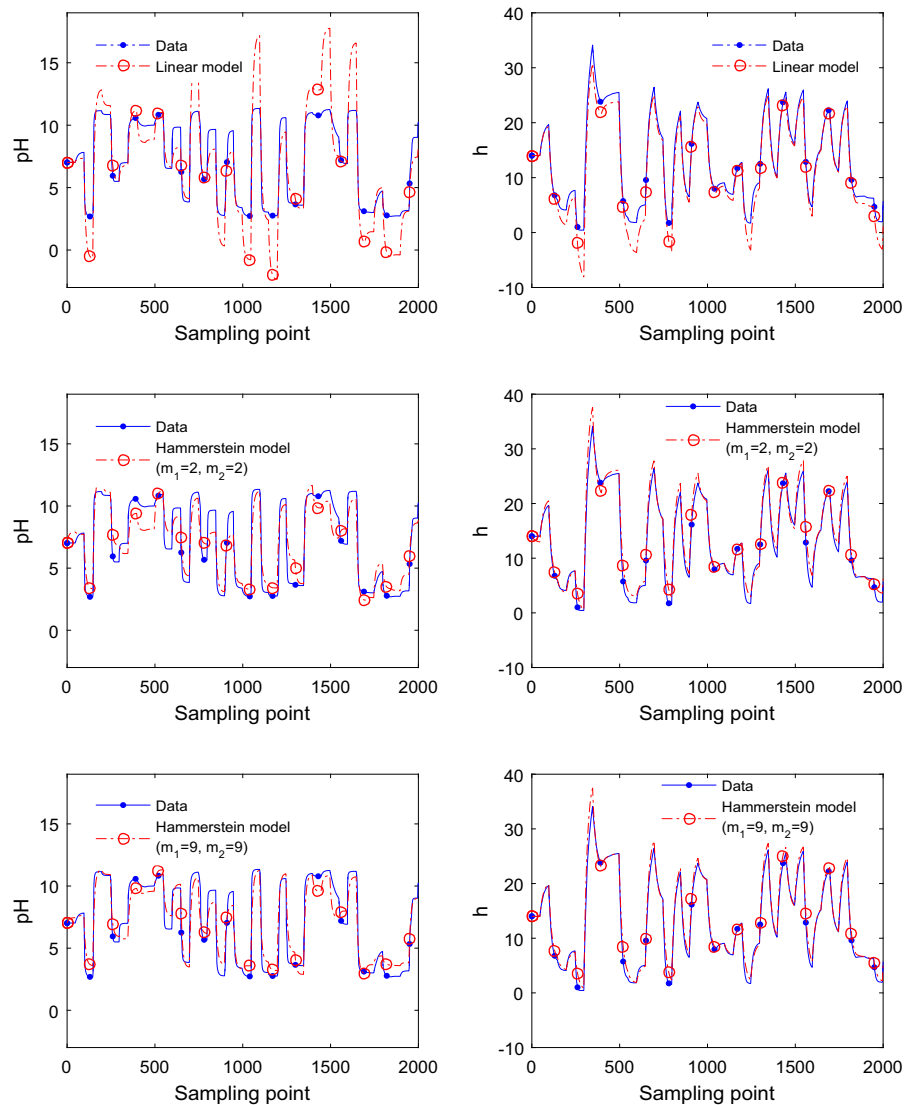 15
10
5
0
pH
Data
Linear model
0 500 1000 1500 2000
Sampling point
40
30
20
10
0
-10
h
Data
Linear model
0 500 1000 1500 2000
Sampling point
15
10
5
0
pH
Data
Hammerstein model
(m1=2, m2=2)
0 500 1000 1500 2000
Sampling point
40
30
20
10
0
-10
h
Data
Hammerstein model
(m1=2, m2=2)
0 500 1000 1500 2000
Sampling point
15
10
5
0
pH
Data
Hammerstein model
(m1=9, m2=9)
0 500 1000 1500 2000
Sampling point
40
30
20
10
0
-10
h
Data
Hammerstein model
(m1=9, m2=9)
0 500 1000 1500 2000
Sampling point